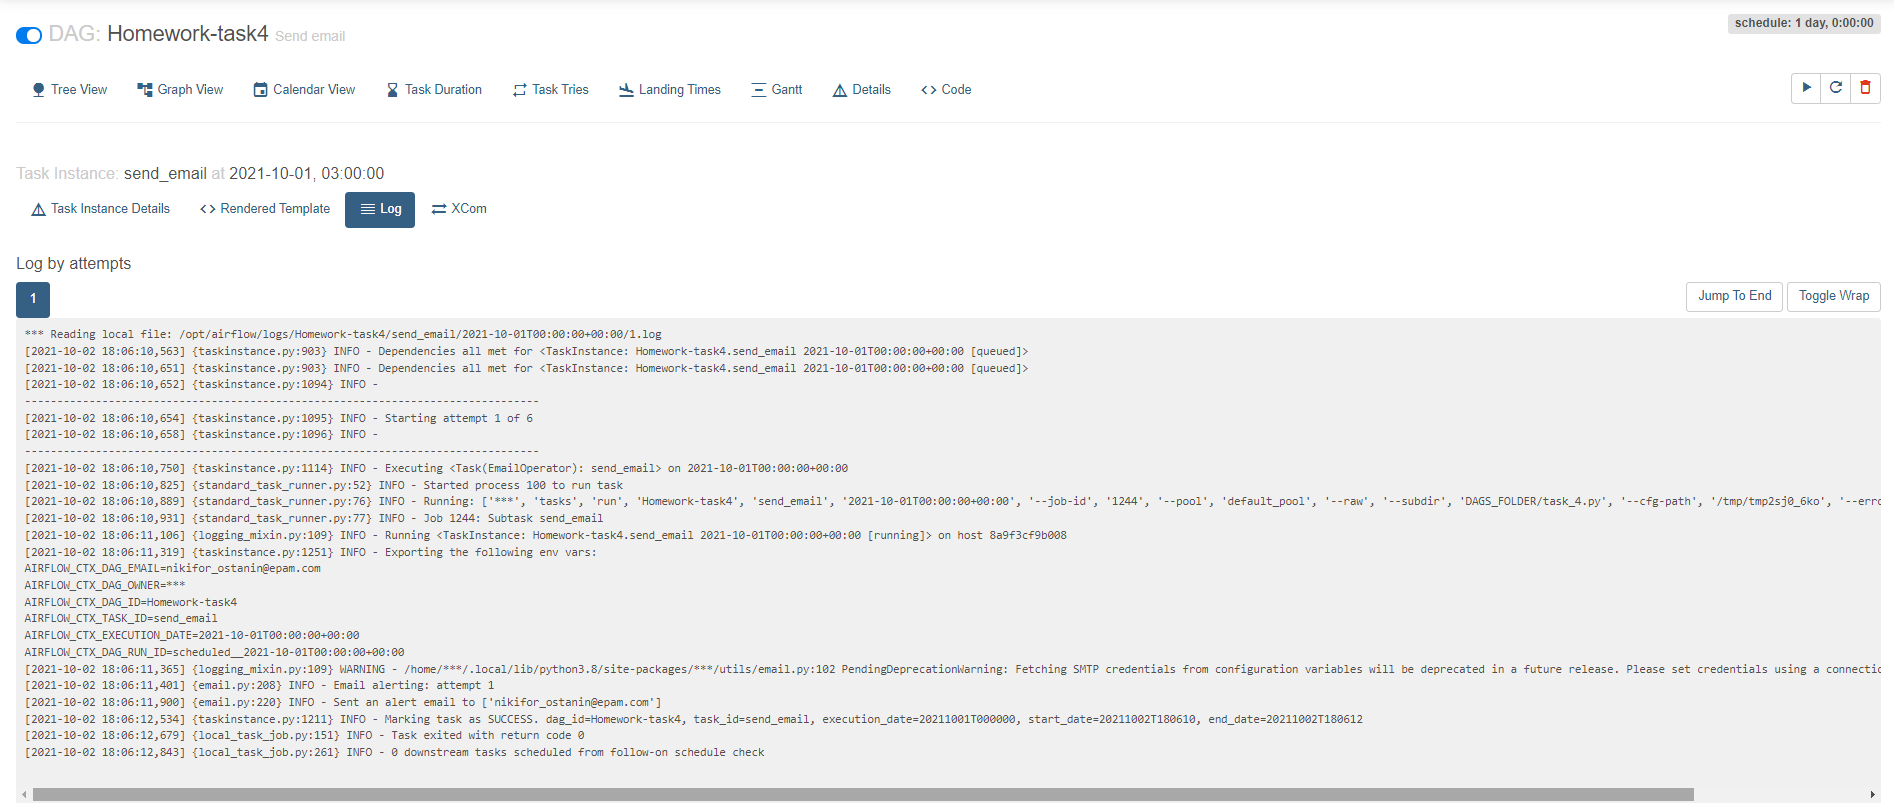 DAG: Homework-task4 Send email
schedule: 1 day, 0:00:00
Tree View Graph View Calendar View Task Duration Task Tries Landing Times Gantt Details <> Code
Task Instance: send_email at 2021-10-01, 03:00:00
Task Instance Details <> Rendered Template Log XCom
Log by attempts
1
Jump To End Toggle Wrap
*** Reading local file: /opt/airflow/logs/Homework-task4/send_email/2021-10-01T00:00:00+00:00/1.log
[2021-10-02 18:06:10,563] {taskinstance.py:903} INFO - Dependencies all met for <TaskInstance: Homework-task4.send_email 2021-10-01T00:00:00+00:00 [queued]>
[2021-10-02 18:06:10,651] {taskinstance.py:903} INFO - Dependencies all met for <TaskInstance: Homework-task4.send_email 2021-10-01T00:00:00+00:00 [queued]>
[2021-10-02 18:06:10,652] {taskinstance.py:1094} INFO -
--------------------------------------------------------------------------------
[2021-10-02 18:06:10,654] {taskinstance.py:1095} INFO - Starting attempt 1 of 6
[2021-10-02 18:06:10,658] {taskinstance.py:1096} INFO -
--------------------------------------------------------------------------------
[2021-10-02 18:06:10,750] {taskinstance.py:1114} INFO - Executing <Task(EmailOperator): send_email> on 2021-10-01T00:00:00+00:00
[2021-10-02 18:06:10,825] {standard_task_runner.py:52} INFO - Started process 100 to run task
[2021-10-02 18:06:10,889] {standard_task_runner.py:76} INFO - Running: ['***', 'tasks', 'run', 'Homework-task4', 'send_email', '2021-10-01T00:00:00+00:00', '--job-id', '1244', '--pool', 'default_pool', '--raw', '--subdir', 'DAGS_FOLDER/task_4.py', '--cfg-path', '/tmp/tmp2sj0_6ko', '--erro
[2021-10-02 18:06:10,931] {standard_task_runner.py:77} INFO - Job 1244: Subtask send_email
[2021-10-02 18:06:11,106] {logging_mixin.py:109} INFO - Running <TaskInstance: Homework-task4.send_email 2021-10-01T00:00:00+00:00 [running]> on host 8a9f3cf9b008
[2021-10-02 18:06:11,319] {taskinstance.py:1251} INFO - Exporting the following env vars:
AIRFLOW_CTX_DAG_EMAIL=nikifor_ostanin@epam.com
AIRFLOW_CTX_DAG_OWNER=***
AIRFLOW_CTX_DAG_ID=Homework-task4
AIRFLOW_CTX_TASK_ID=send_email
AIRFLOW_CTX_EXECUTION_DATE=2021-10-01T00:00:00+00:00
AIRFLOW_CTX_DAG_RUN_ID=scheduled__2021-10-01T00:00:00+00:00
[2021-10-02 18:06:11,365] {logging_mixin.py:109} WARNING - /home/***/.local/lib/python3.8/site-packages/***/utils/email.py:102 PendingDeprecationWarning: Fetching SMTP credentials from configuration variables will be deprecated in a future release. Please set credentials using a connectio
[2021-10-02 18:06:11,401] {email.py:208} INFO - Email alerting: attempt 1
[2021-10-02 18:06:11,900] {email.py:220} INFO - Sent an alert email to ['nikifor_ostanin@epam.com']
[2021-10-02 18:06:12,534] {taskinstance.py:1211} INFO - Marking task as SUCCESS. dag_id=Homework-task4, task_id=send_email, execution_date=20211001T000000, start_date=20211002T180610, end_date=20211002T180612
[2021-10-02 18:06:12,679] {local_task_job.py:151} INFO - Task exited with return code 0
[2021-10-02 18:06:12,843] {local_task_job.py:261} INFO - 0 downstream tasks scheduled from follow-on schedule check